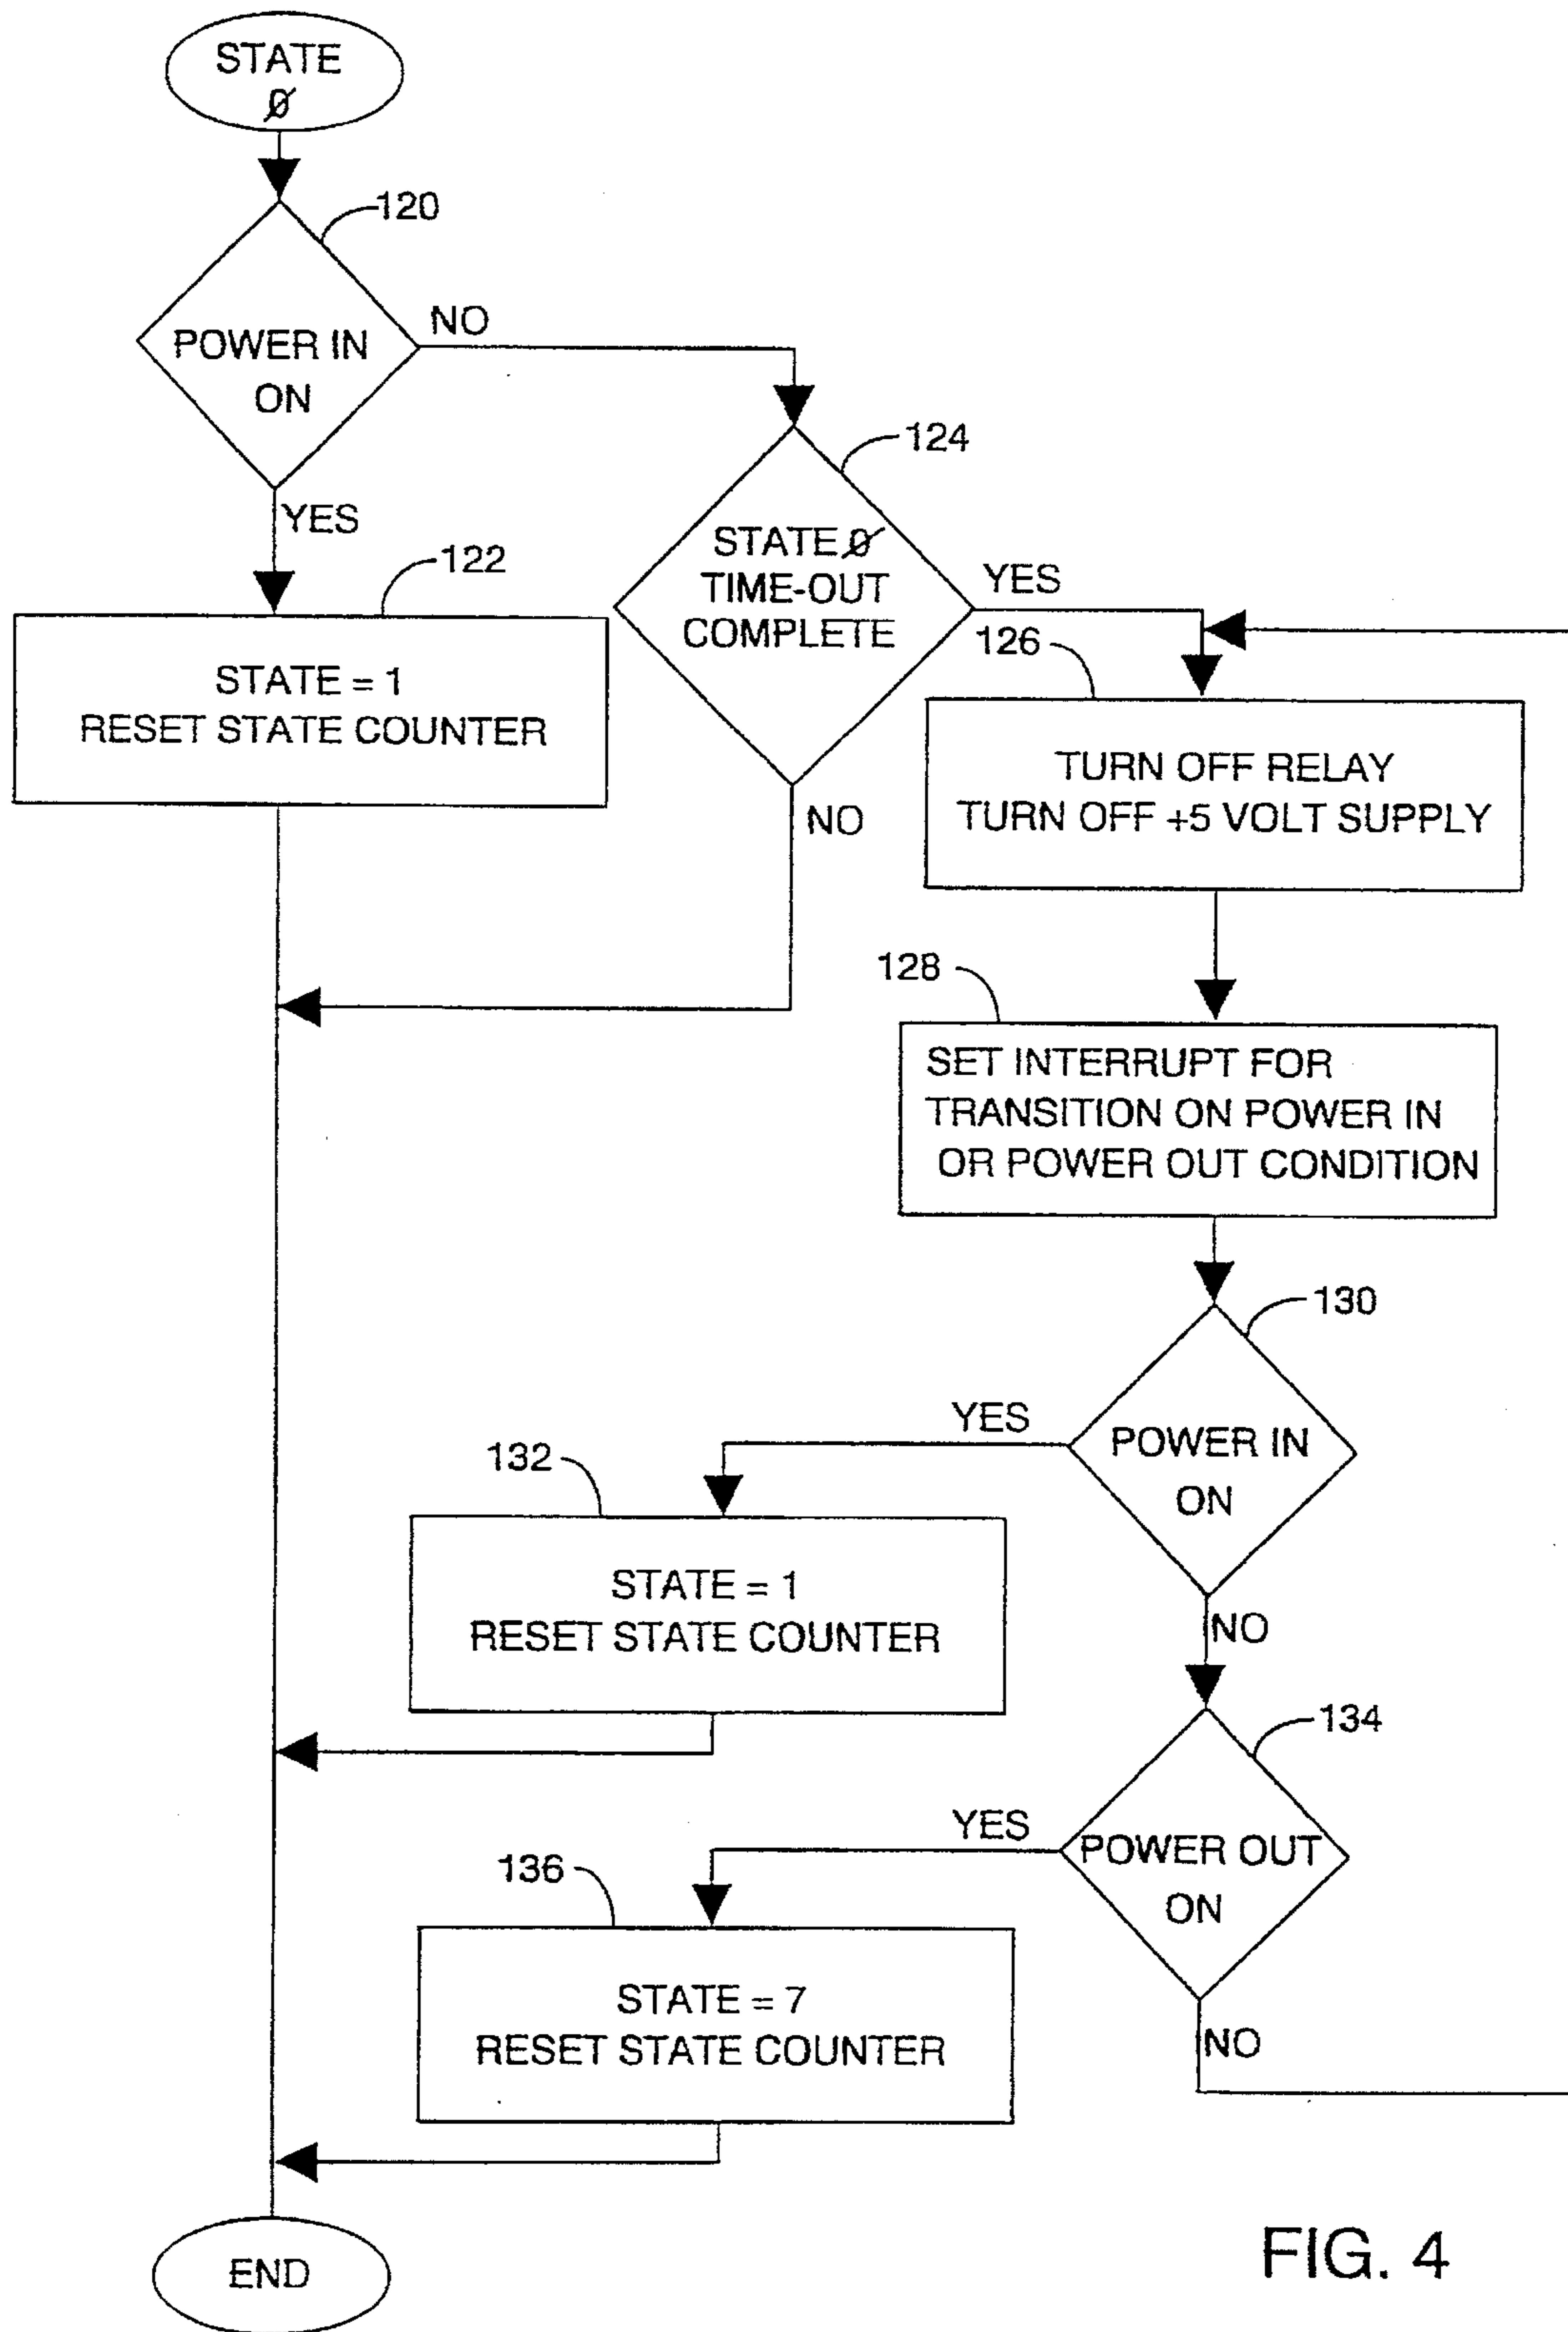 STATE
0
120
POWER IN
ON
NO
YES
124
STATE 0
TIME-OUT
COMPLETE
YES
NO
122
STATE = 1
RESET STATE COUNTER
126
TURN OFF RELAY
TURN OFF +5 VOLT SUPPLY
128
SET INTERRUPT FOR
TRANSITION ON POWER IN
OR POWER OUT CONDITION
130
POWER IN
ON
YES
NO
132
STATE = 1
RESET STATE COUNTER
134
POWER OUT
ON
YES
NO
136
STATE = 7
RESET STATE COUNTER
END
FIG. 4